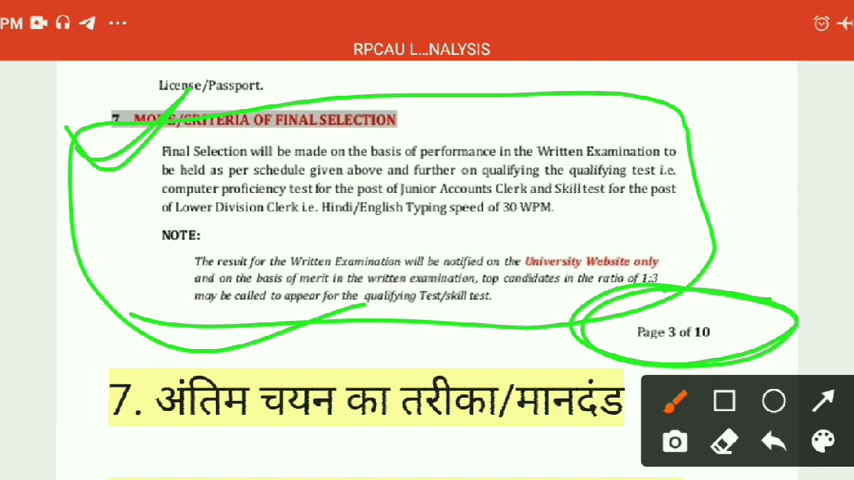 PM
RPCAU L...NALYSIS
License/Passport.
7. MODE/CRITERIA OF FINAL SELECTION
Final Selection will be made on the basis of performance in the Written Examination to
be held as per schedule given above and further on qualifying the qualifying test i.e.
computer proficiency test for the post of Junior Accounts Clerk and Skill test for the post
of Lower Division Clerk i.e. Hindi/English Typing speed of 30 WPM.
NOTE:
The result for the Written Examination will be notified on the University Website only
and on the basis of merit in the written examination, top candidates in the ratio of 1:3
may be called to appear for the qualifying Test/skill test.
Page 3 of 10
7. अंतिम चयन का तरीका/मानदंड